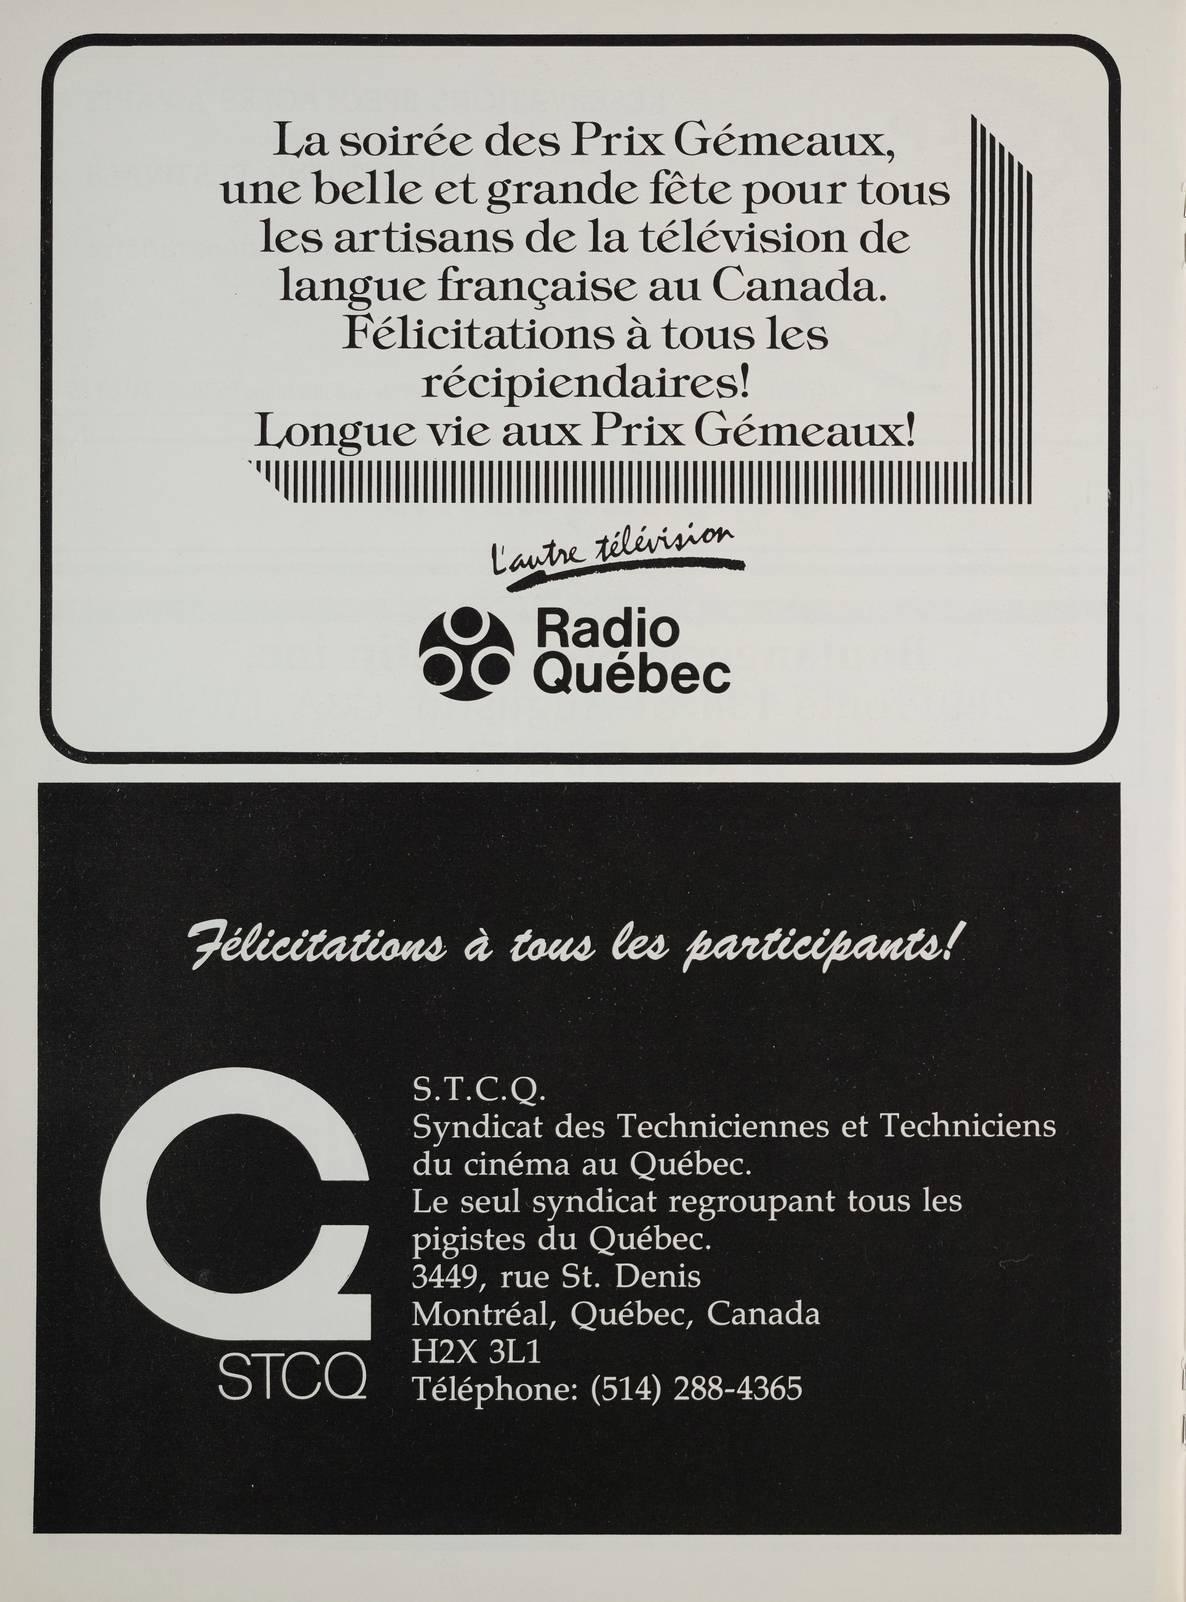 La soirée des Prix Gémeaux,
une belle et grande fête pour tous
les artisans de la télévision de
langue française au Canada.
Félicitations à tous les
récipiendaires!
Longue vie aux Prix Gémeaux!
L'autre télévision
Radio
Québec
Félicitations à tous les participants!
S.T.C.Q.
Syndicat des Techniciennes et Techniciens
du cinéma au Québec.
Le seul syndicat regroupant tous les
pigistes du Québec.
3449, rue St. Denis
Montréal, Québec, Canada
H2X 3L1
Téléphone: (514) 288-4365
STCQ